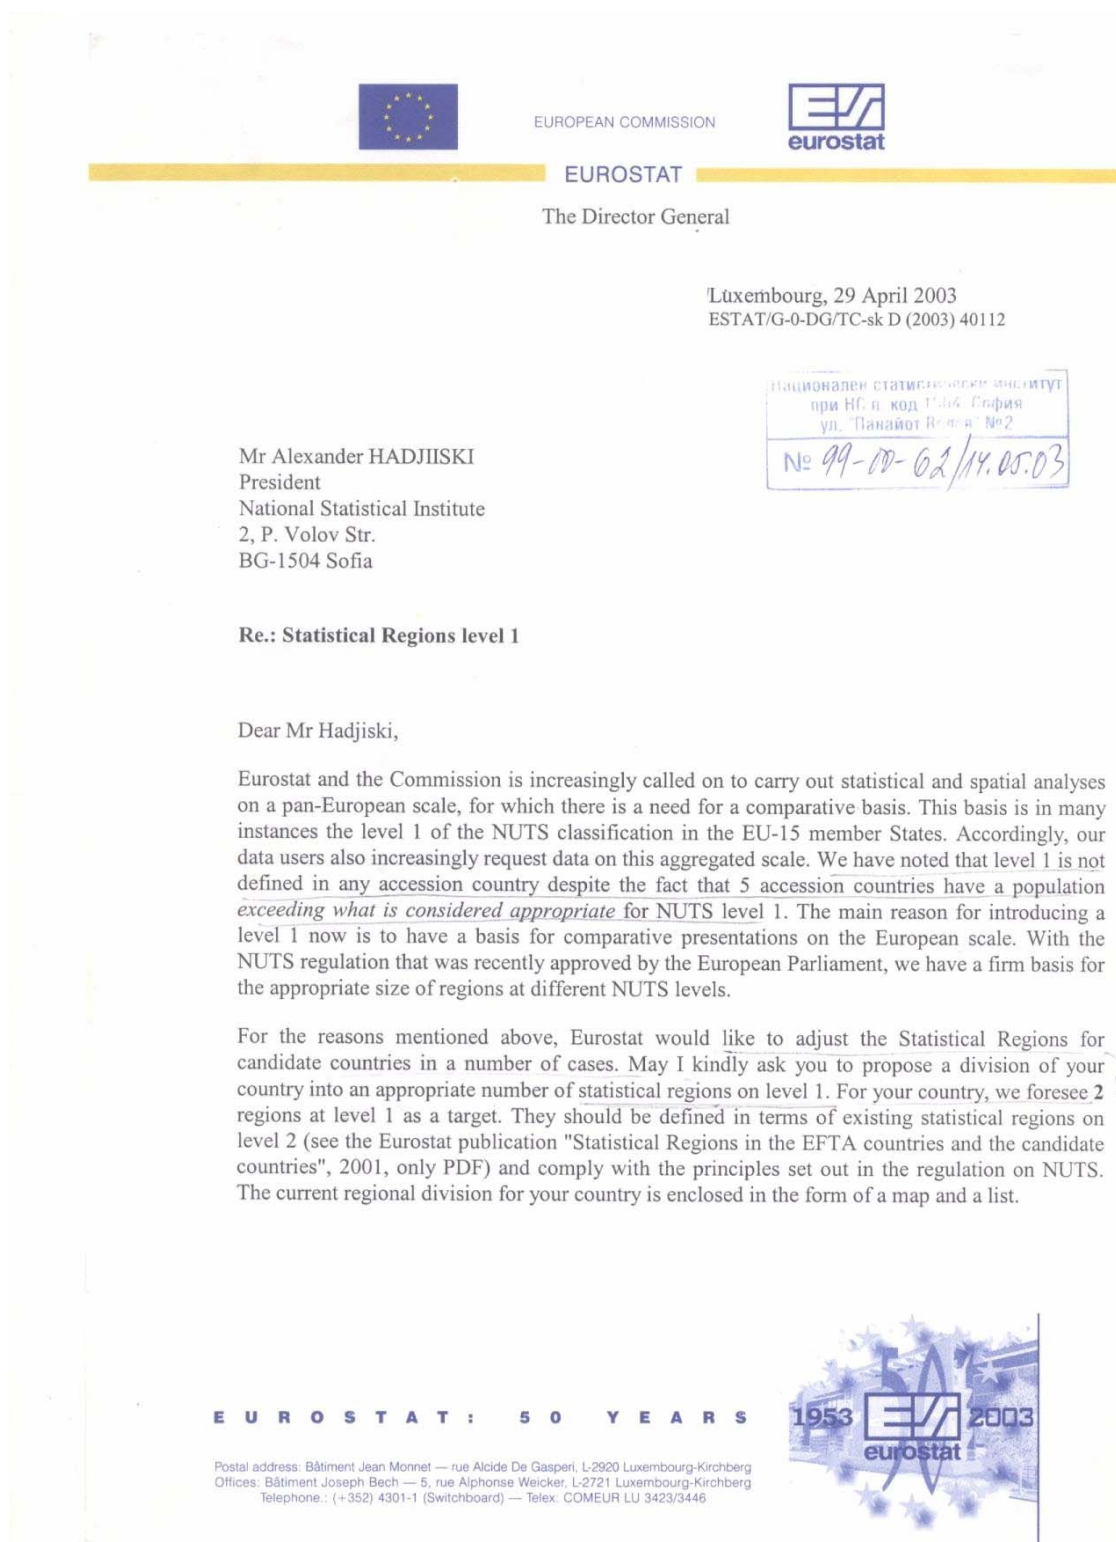 EUROPEAN COMMISSION
eurostat
EUROSTAT
The Director General
Luxembourg, 29 April 2003
ESTAT/G-0-DG/TC-sk D (2003) 40112
Национален статистически институт
при НС п. код 1504 София
ул. "Панайот Волов" №2
№ 99-00-62/14.05.03
Mr Alexander HADJIISKI
President
National Statistical Institute
2, P. Volov Str.
BG-1504 Sofia
Re.: Statistical Regions level 1
Dear Mr Hadjiski,
Eurostat and the Commission is increasingly called on to carry out statistical and spatial analyses
on a pan-European scale, for which there is a need for a comparative basis. This basis is in many
instances the level 1 of the NUTS classification in the EU-15 member States. Accordingly, our
data users also increasingly request data on this aggregated scale. We have noted that level 1 is not
defined in any accession country despite the fact that 5 accession countries have a population
exceeding what is considered appropriate for NUTS level 1. The main reason for introducing a
level 1 now is to have a basis for comparative presentations on the European scale. With the
NUTS regulation that was recently approved by the European Parliament, we have a firm basis for
the appropriate size of regions at different NUTS levels.
For the reasons mentioned above, Eurostat would like to adjust the Statistical Regions for
candidate countries in a number of cases. May I kindly ask you to propose a division of your
country into an appropriate number of statistical regions on level 1. For your country, we foresee 2
regions at level 1 as a target. They should be defined in terms of existing statistical regions on
level 2 (see the Eurostat publication "Statistical Regions in the EFTA countries and the candidate
countries", 2001, only PDF) and comply with the principles set out in the regulation on NUTS.
The current regional division for your country is enclosed in the form of a map and a list.
EUROSTAT: 50 YEARS
Postal address: Bâtiment Jean Monnet — rue Alcide De Gasperi, L-2920 Luxembourg-Kirchberg
Offices: Bâtiment Joseph Bech — 5, rue Alphonse Weicker, L-2721 Luxembourg-Kirchberg
Telephone.: (+352) 4301-1 (Switchboard) — Telex: COMEUR LU 3423/3446
50
1953 2003
eurostat